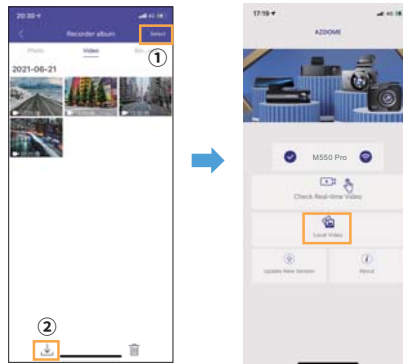 20:30
Recorder album
Select
Photo
Video
①
2021-06-21
②
17:19
4G
AZDOME
M550 Pro
Check Real-time Video
Local Video
Update New Version
About